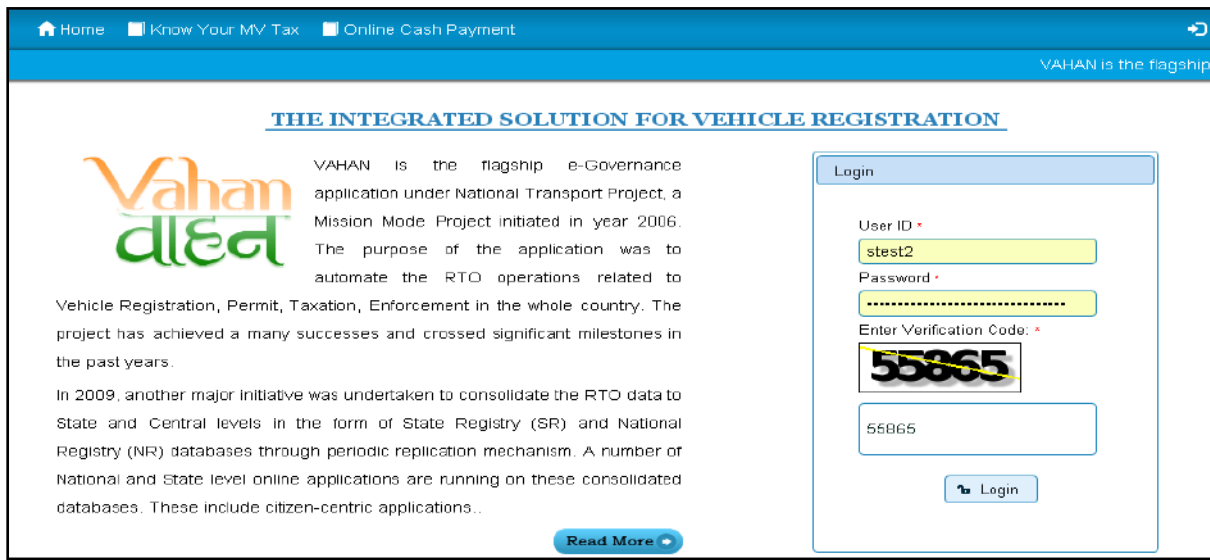 Home Know Your MV Tax Online Cash Payment
VAHAN is the flagship
THE INTEGRATED SOLUTION FOR VEHICLE REGISTRATION
Vahan
वाहन
VAHAN is the flagship e-Governance
application under National Transport Project, a
Mission Mode Project initiated in year 2006.
The purpose of the application was to
automate the RTO operations related to
Vehicle Registration, Permit, Taxation, Enforcement in the whole country. The
project has achieved a many successes and crossed significant milestones in
the past years.
In 2009, another major initiative was undertaken to consolidate the RTO data to
State and Central levels in the form of State Registry (SR) and National
Registry (NR) databases through periodic replication mechanism. A number of
National and State level online applications are running on these consolidated
databases. These include citizen-centric applications..
Read More
Login
User ID *
stest2
Password *
••••••••••••••••••••••••••••••••
Enter Verification Code: *
55865
55865
Login